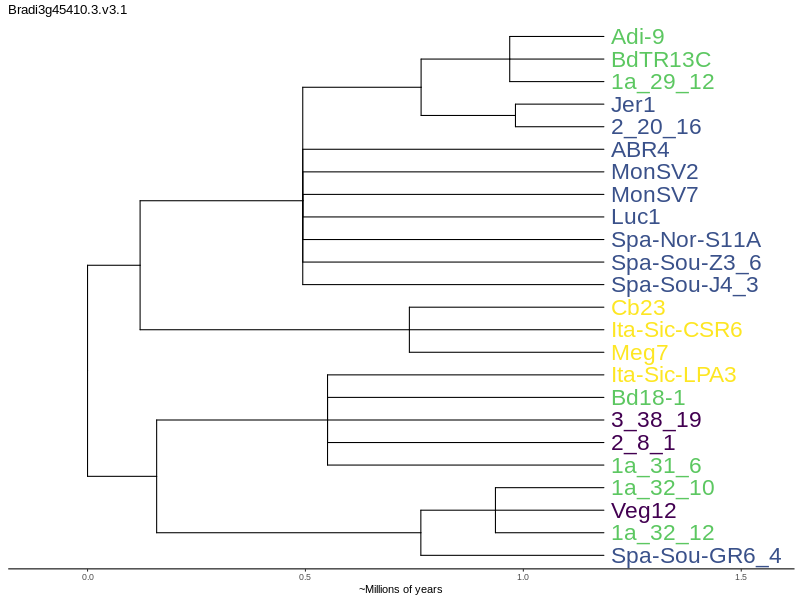 Bradi3g45410.3.v3.1
Adi-9
BdTR13C
1a_29_12
Jer1
2_20_16
ABR4
MonSV2
MonSV7
Luc1
Spa-Nor-S11A
Spa-Sou-Z3_6
Spa-Sou-J4_3
Cb23
Ita-Sic-CSR6
Meg7
Ita-Sic-LPA3
Bd18-1
3_38_19
2_8_1
1a_31_6
1a_32_10
Veg12
1a_32_12
Spa-Sou-GR6_4
0.0 0.5 1.0 1.5
~Millions of years